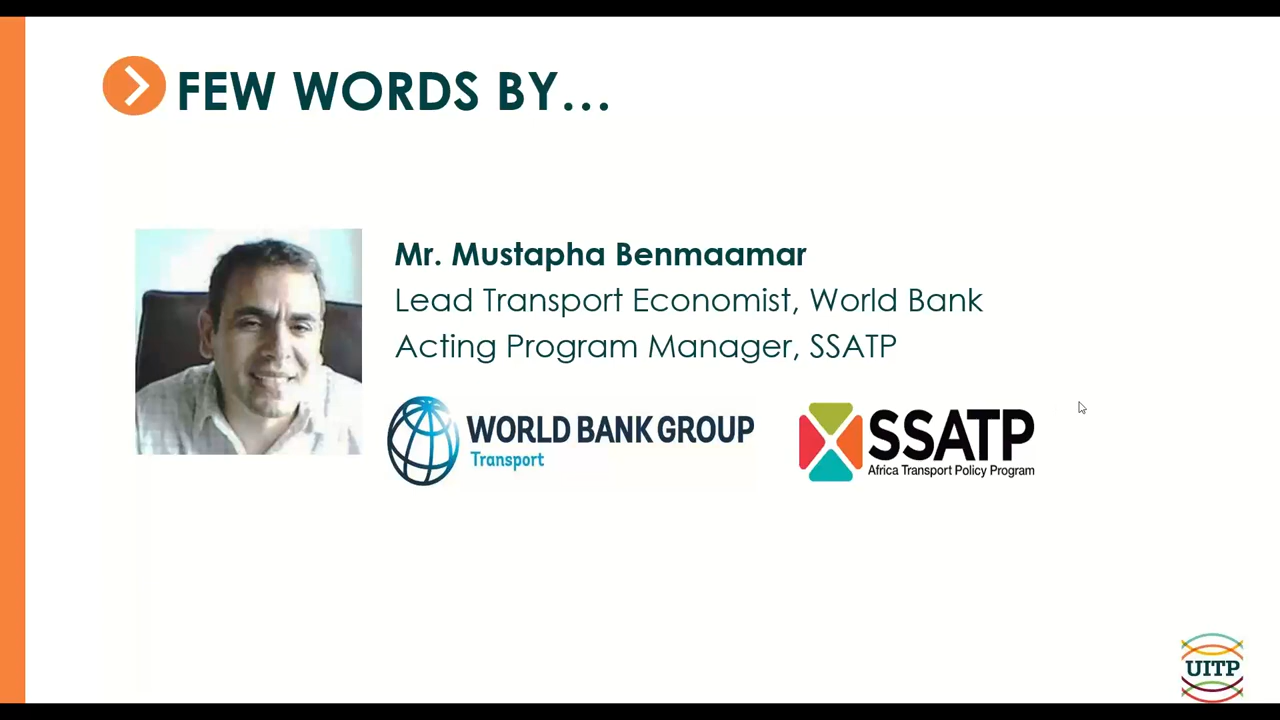 FEW WORDS BY...
Mr. Mustapha Benmaamar
Lead Transport Economist, World Bank
Acting Program Manager, SSATP
WORLD BANK GROUP
Transport
SSATP
Africa Transport Policy Program
UITP